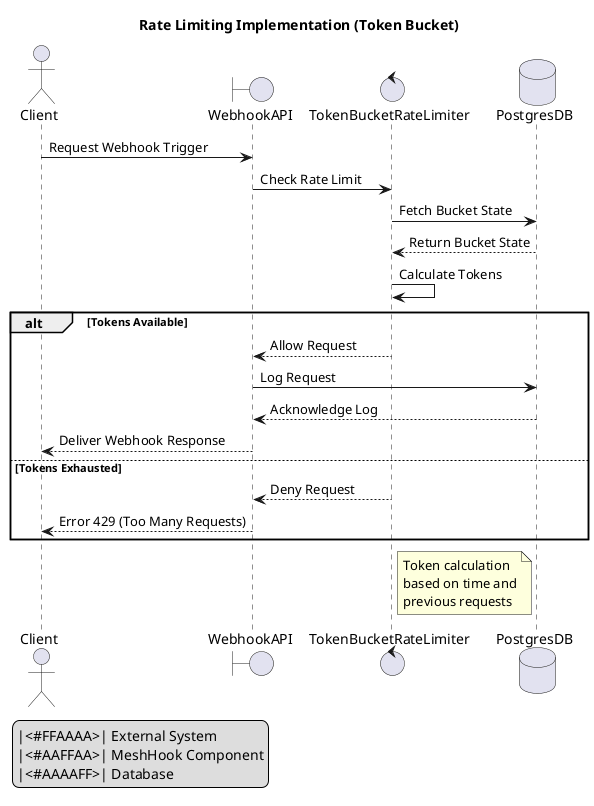 Rate Limiting Implementation (Token Bucket)
Client
WebhookAPI
TokenBucketRateLimiter
PostgresDB
Request Webhook Trigger
Check Rate Limit
Fetch Bucket State
Return Bucket State
Calculate Tokens
alt [Tokens Available]
Allow Request
Log Request
Acknowledge Log
Deliver Webhook Response
[Tokens Exhausted]
Deny Request
Error 429 (Too Many Requests)
Token calculation
based on time and
previous requests
Client
WebhookAPI
TokenBucketRateLimiter
PostgresDB
|<#FFAAAA>| External System
|<#AAFFAA>| MeshHook Component
|<#AAAAFF>| Database